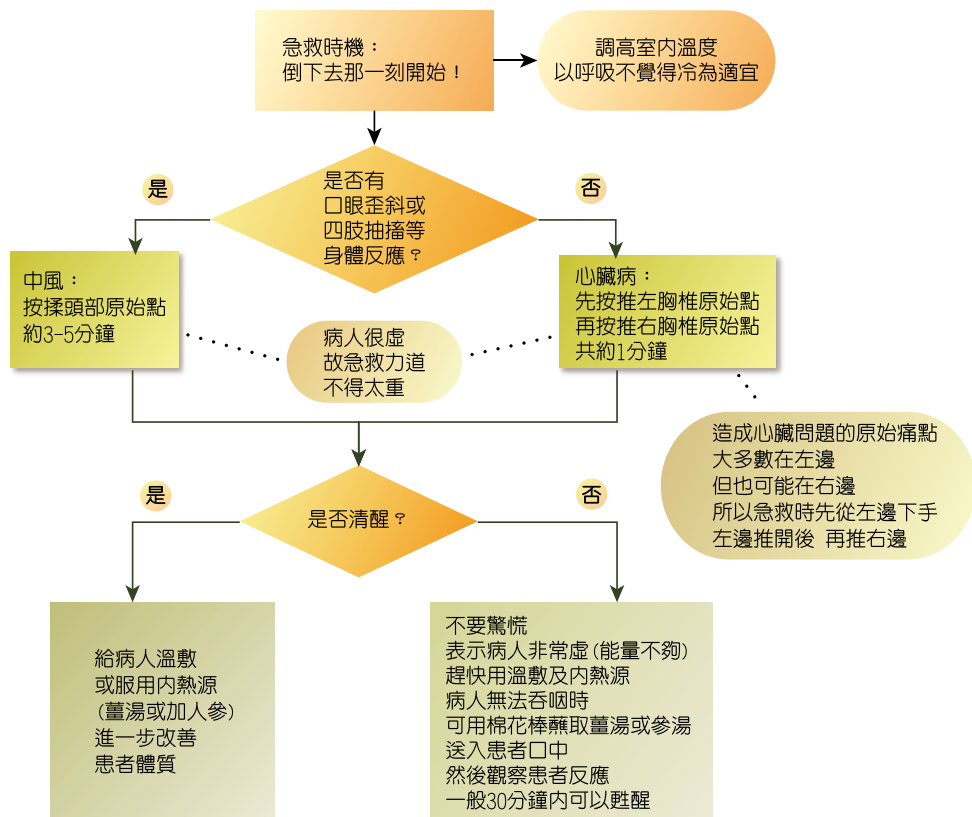 急救時機：
倒下去那一刻開始！
調高室內溫度
以呼吸不覺得冷為適宜
是否有
口眼歪斜或
四肢抽搐等
身體反應？
是
否
中風：
按揉頭部原始點
約3-5分鐘
心臟病：
先按推左胸椎原始點
再按推右胸椎原始點
共約1分鐘
病人很虛
故急救力道
不得太重
造成心臟問題的原始痛點
大多數在左邊
但也可能在右邊
所以急救時先從左邊下手
左邊推開後 再推右邊
是否清醒？
是
否
給病人溫敷
或服用內熱源
(薑湯或加人參)
進一步改善
患者體質
不要驚慌
表示病人非常虛(能量不夠)
趕快用溫敷及內熱源
病人無法吞咽時
可用棉花棒蘸取薑湯或參湯
送入患者口中
然後觀察患者反應
一般30分鐘內可以甦醒